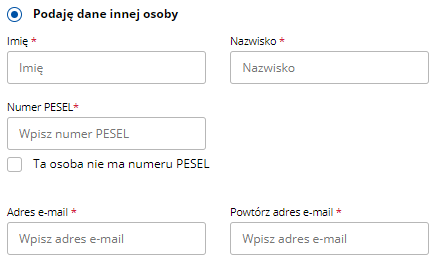 Podaję dane innej osoby
Imię * Nazwisko *
Imię Nazwisko
Numer PESEL*
Wpisz numer PESEL
Ta osoba nie ma numeru PESEL
Adres e-mail * Powtórz adres e-mail *
Wpisz adres e-mail Wpisz adres e-mail